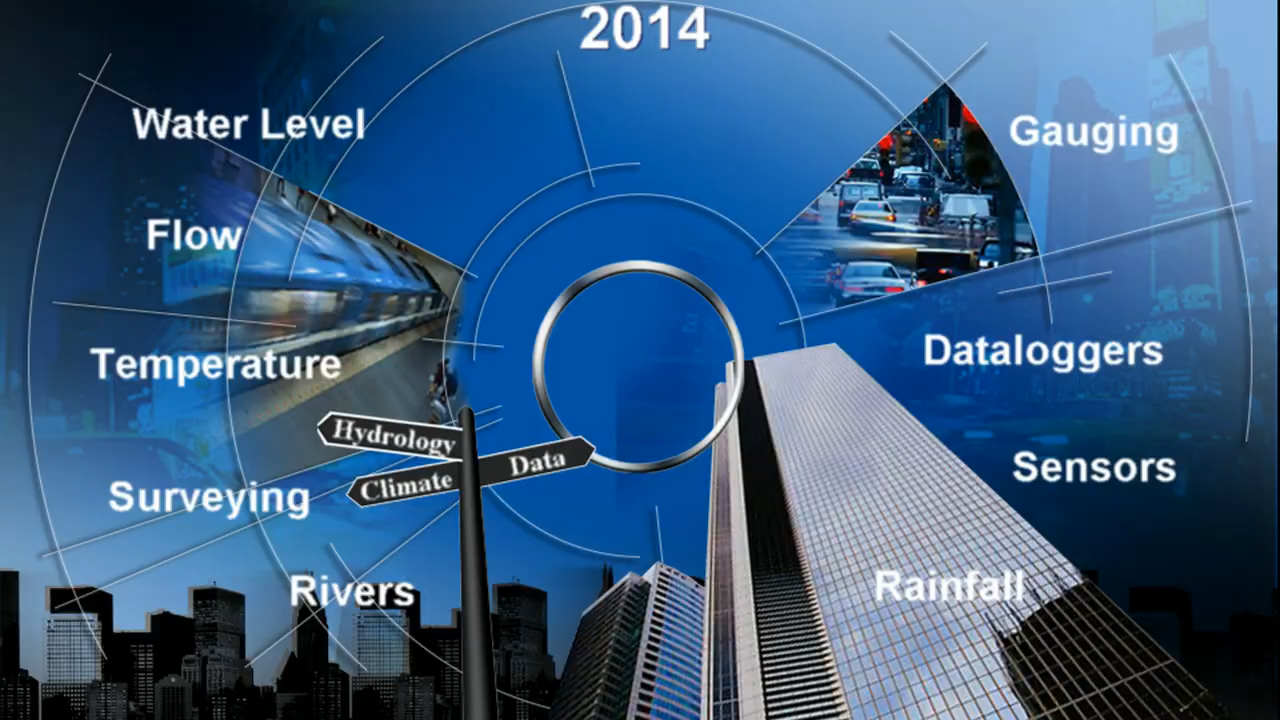 2014
Water Level
Gauging
Flow
Temperature
Dataloggers
Hydrology
Data
Climate
Sensors
Surveying
Rivers
Rainfall